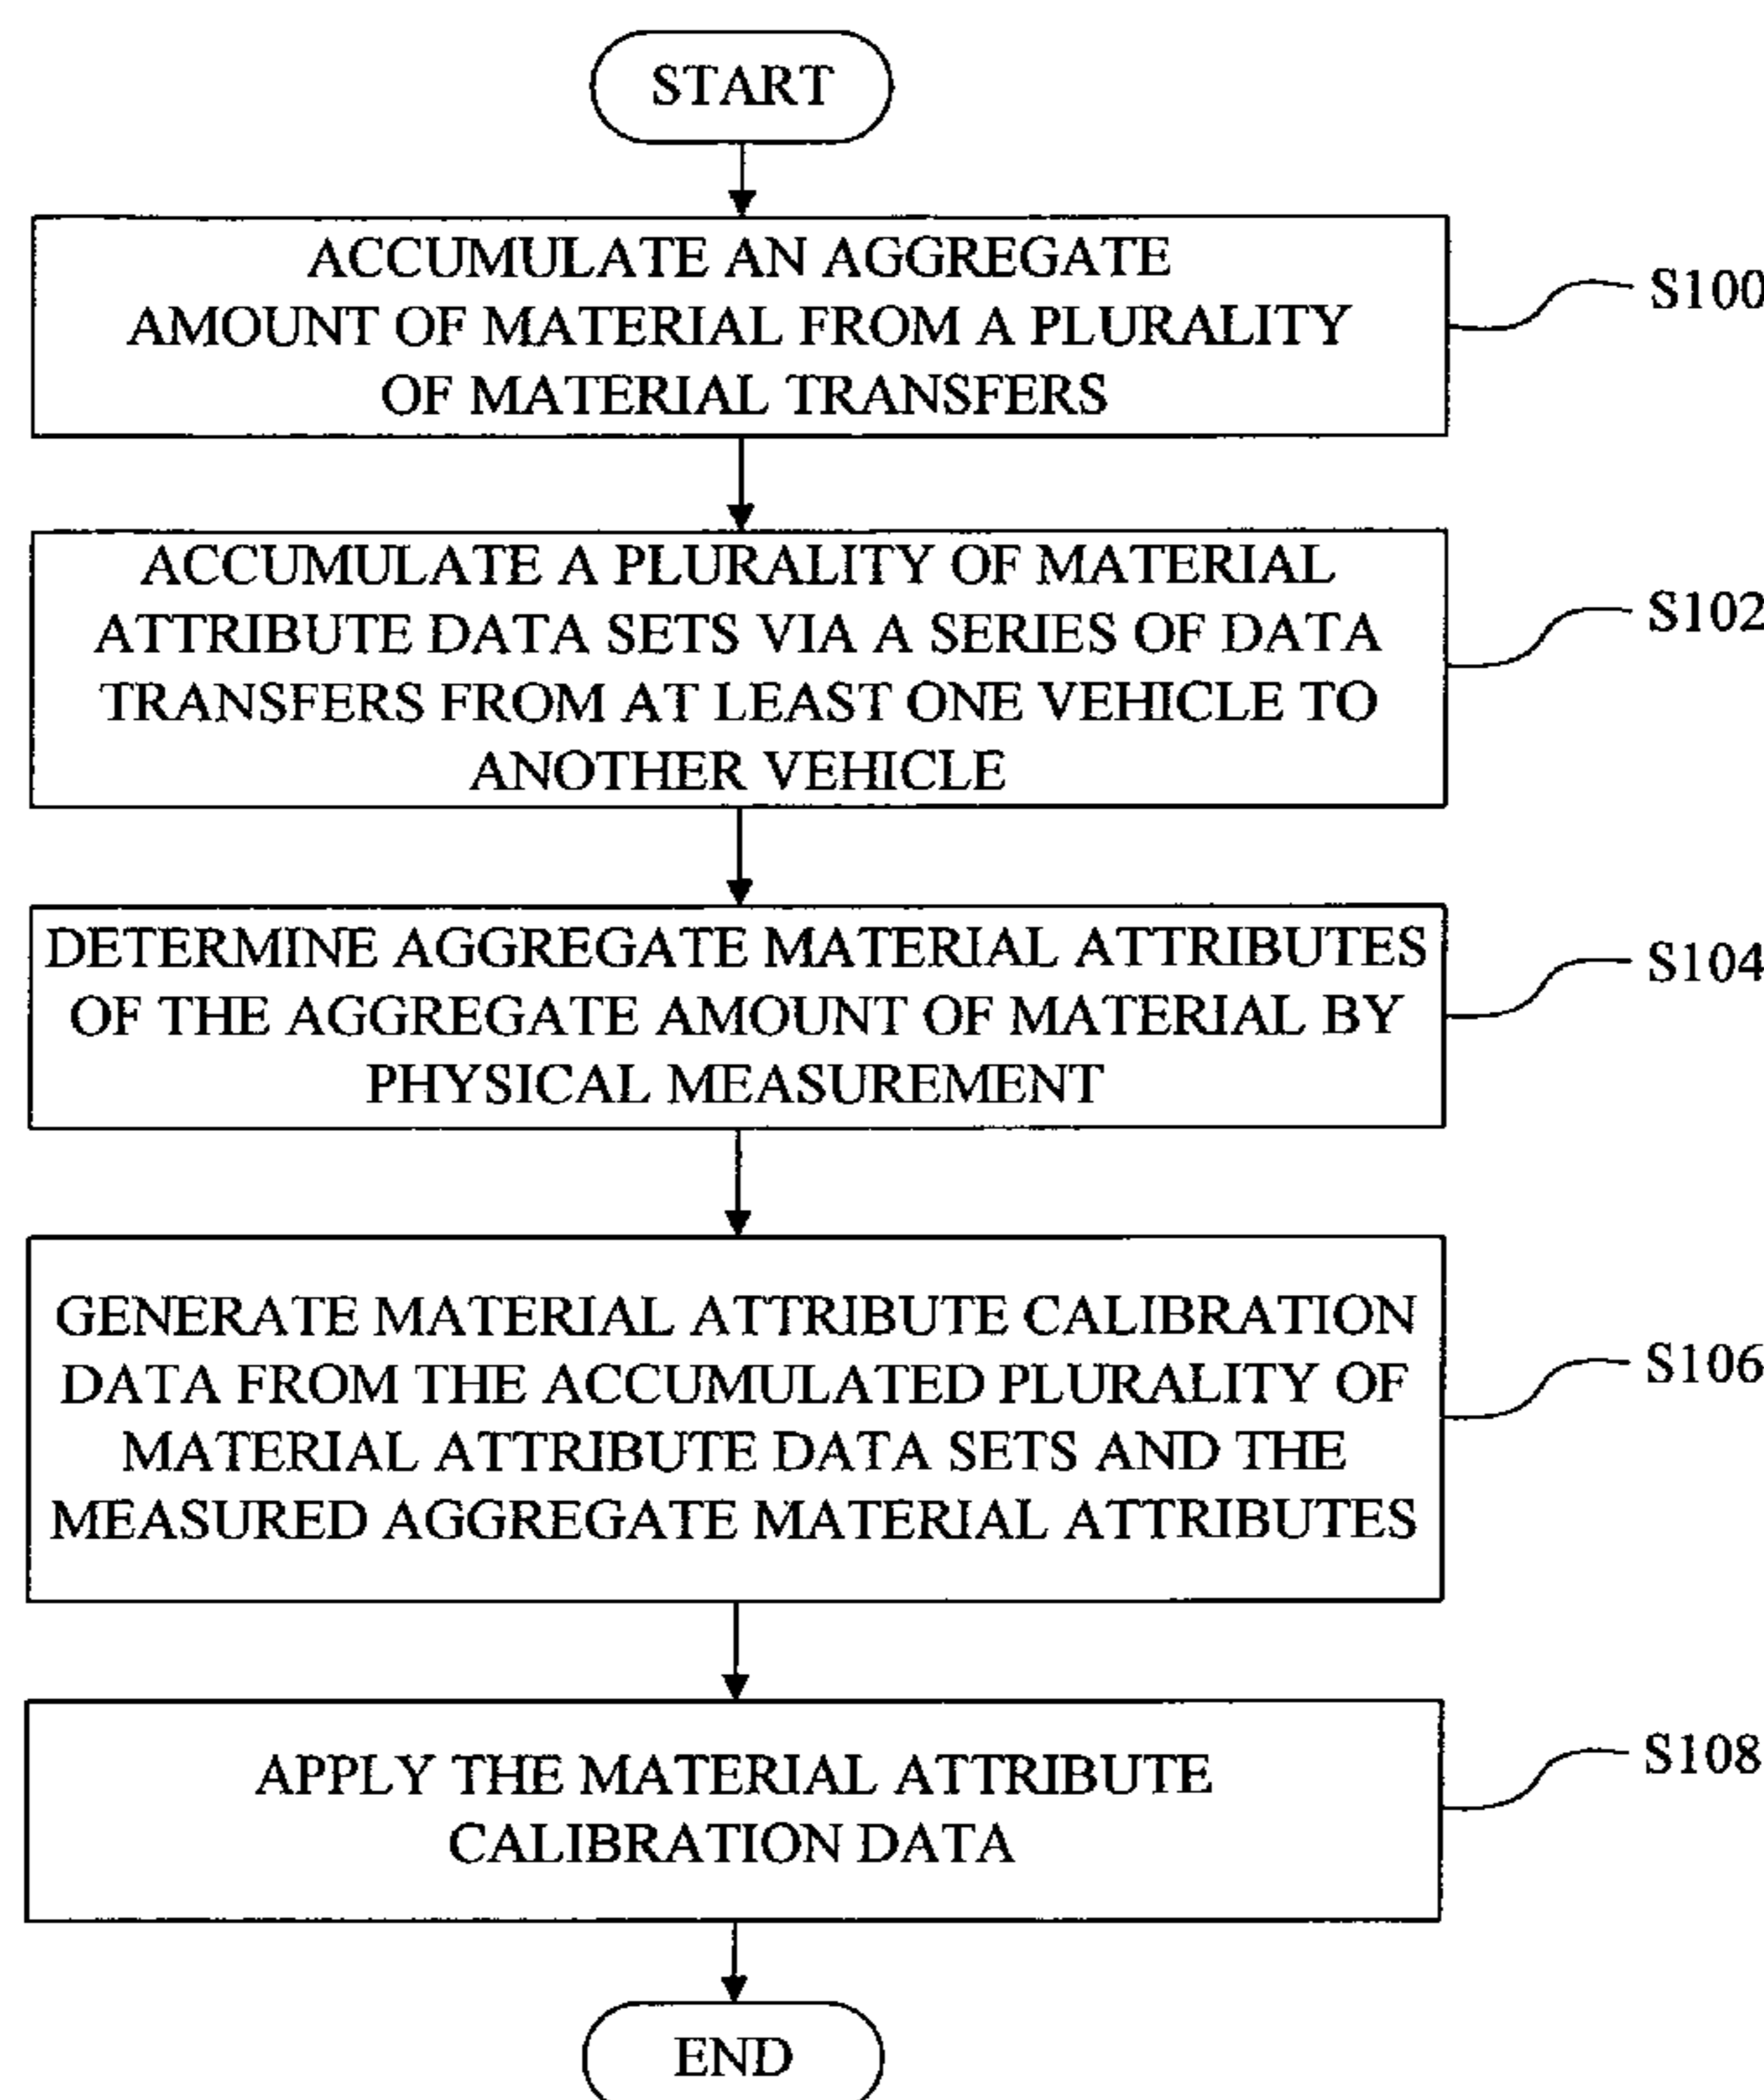 START
ACCUMULATE AN AGGREGATE
AMOUNT OF MATERIAL FROM A PLURALITY
OF MATERIAL TRANSFERS
S100
ACCUMULATE A PLURALITY OF MATERIAL
ATTRIBUTE DATA SETS VIA A SERIES OF DATA
TRANSFERS FROM AT LEAST ONE VEHICLE TO
ANOTHER VEHICLE
S102
DETERMINE AGGREGATE MATERIAL ATTRIBUTES
OF THE AGGREGATE AMOUNT OF MATERIAL BY
PHYSICAL MEASUREMENT
S104
GENERATE MATERIAL ATTRIBUTE CALIBRATION
DATA FROM THE ACCUMULATED PLURALITY OF
MATERIAL ATTRIBUTE DATA SETS AND THE
MEASURED AGGREGATE MATERIAL ATTRIBUTES
S106
APPLY THE MATERIAL ATTRIBUTE
CALIBRATION DATA
S108
END